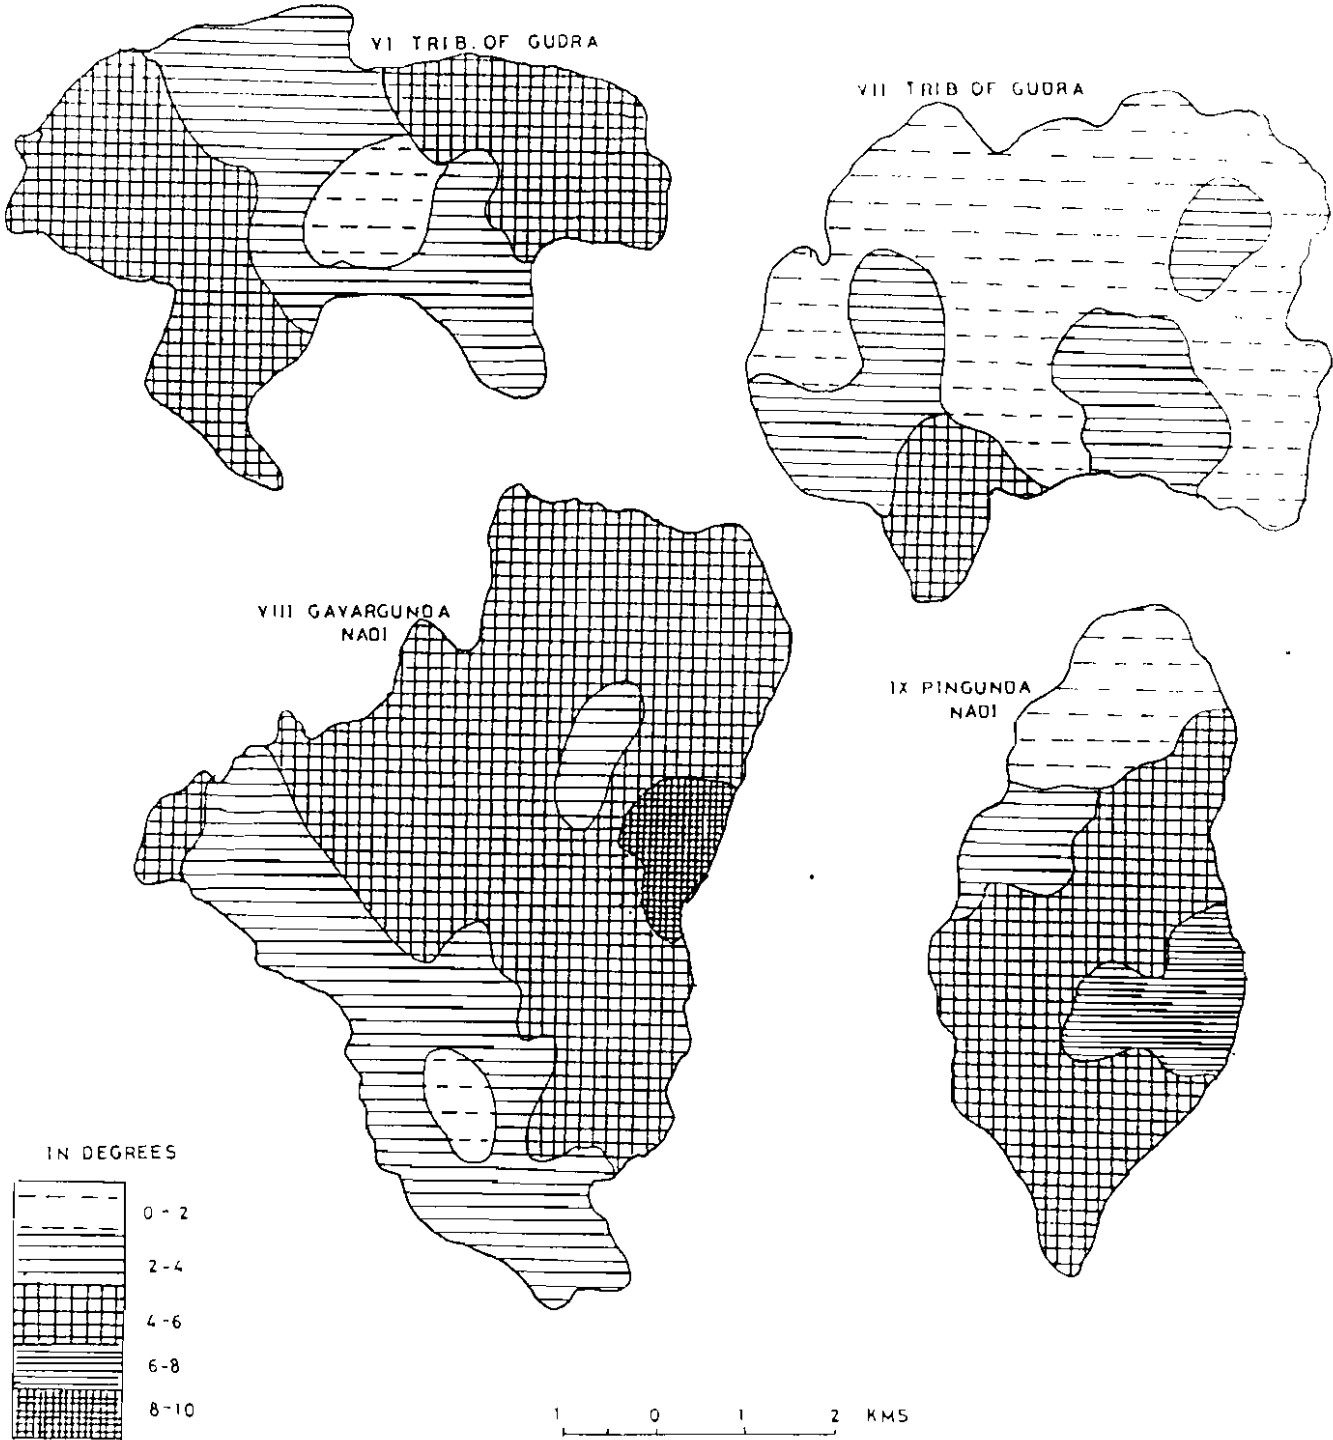 VI TRIB. OF GUDRA
VII TRIB OF GUDRA
VIII GAVARGUNDA
NADI
IX PINGUNDA
NADI
IN DEGREES
0 - 2
2 - 4
4 - 6
6 - 8
8 - 10
1 0 1 2 KMS